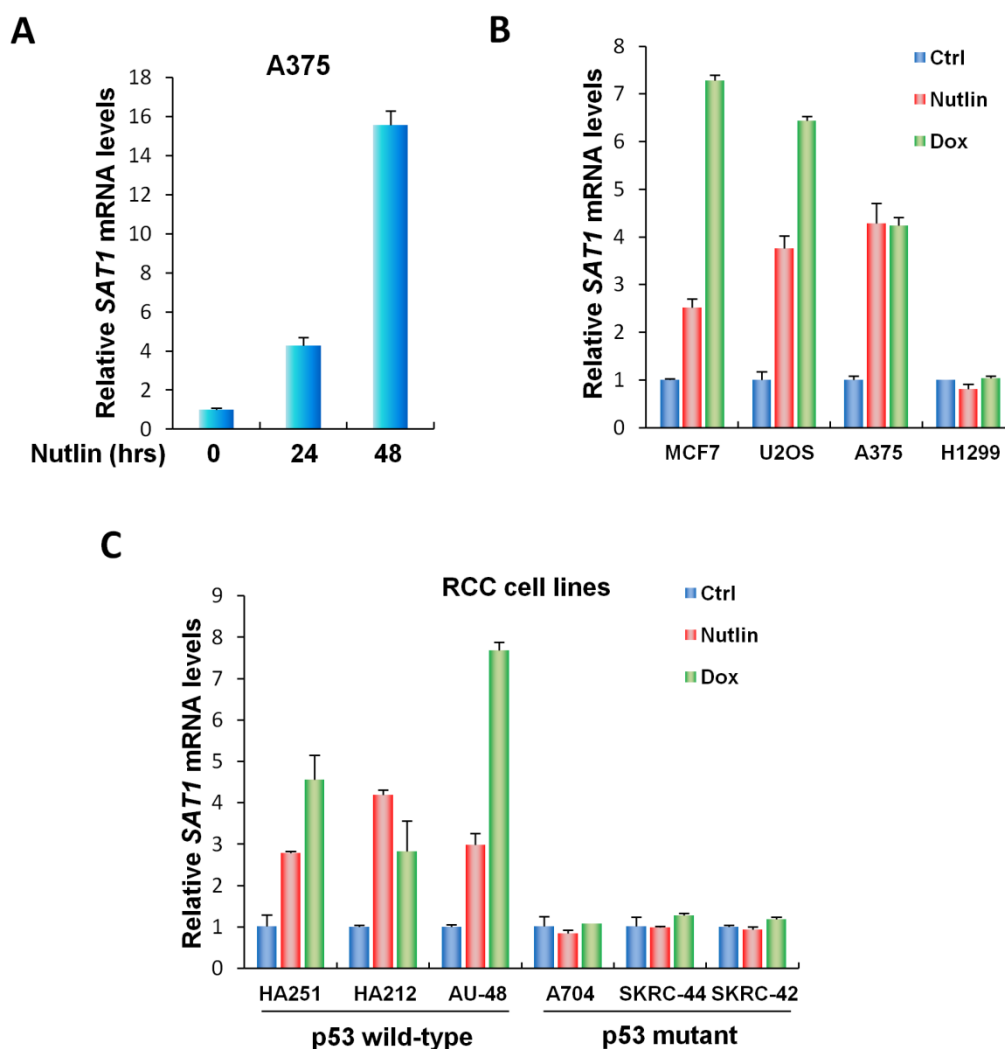 A
A375
Relative SAT1 mRNA levels
18
16
14
12
10
8
6
4
2
0
Nutlin (hrs) 0 24 48
B
Relative SAT1 mRNA levels
8
7
6
5
4
3
2
1
0
Ctrl
Nutlin
Dox
MCF7 U2OS A375 H1299
C
RCC cell lines
Relative SAT1 mRNA levels
9
8
7
6
5
4
3
2
1
0
Ctrl
Nutlin
Dox
HA251 HA212 AU-48 A704 SKRC-44 SKRC-42
p53 wild-type p53 mutant